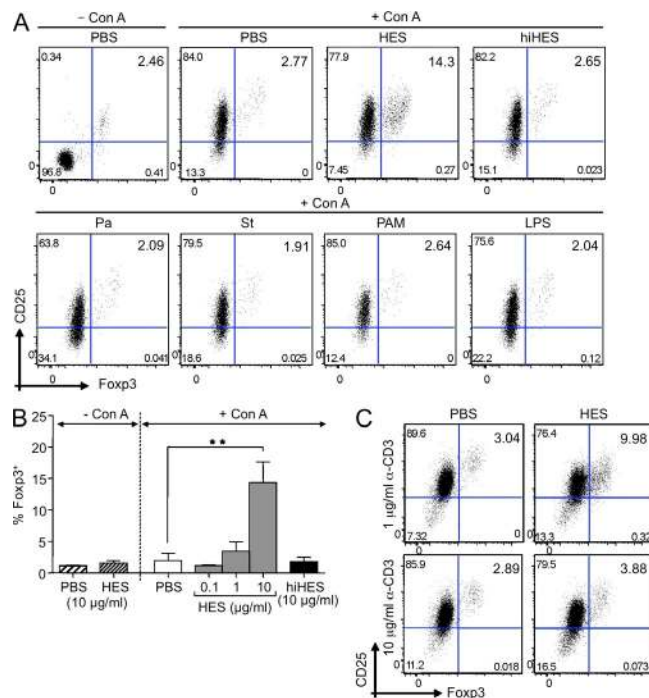 A
– Con A
+ Con A
PBS
PBS
HES
hiHES
0.34
2.46
84.0
2.77
77.9
14.3
82.2
2.65
0
96.8
0.41
13.3
0
7.45
0.27
15.1
0.023
0
0
0
0
+ Con A
Pa
St
PAM
LPS
63.8
2.09
79.5
1.91
85.0
2.64
75.6
2.04
CD25
34.1
0.041
18.6
0.025
12.4
0
22.2
0.12
0
0
0
0
Foxp3
B
- Con A
+ Con A
% Foxp3⁺
25
20
15
10
5
0
**
PBS
HES
(10 μg/ml)
PBS
0.1
1
10
HES (μg/ml)
hiHES
(10 μg/ml)
C
PBS
HES
1 μg/ml α-CD3
89.6
3.04
76.4
9.98
0
7.32
0
13.3
0.32
10 μg/ml α-CD3
85.9
2.89
79.5
3.88
0
11.2
0.018
16.5
0.073
0
0
CD25
Foxp3